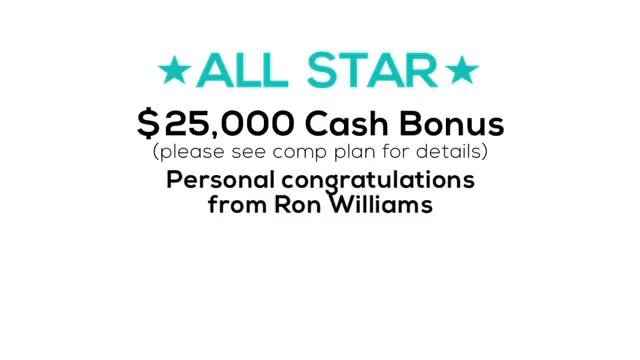 ★ALL STAR★
$25,000 Cash Bonus
(please see comp plan for details)
Personal congratulations
from Ron Williams